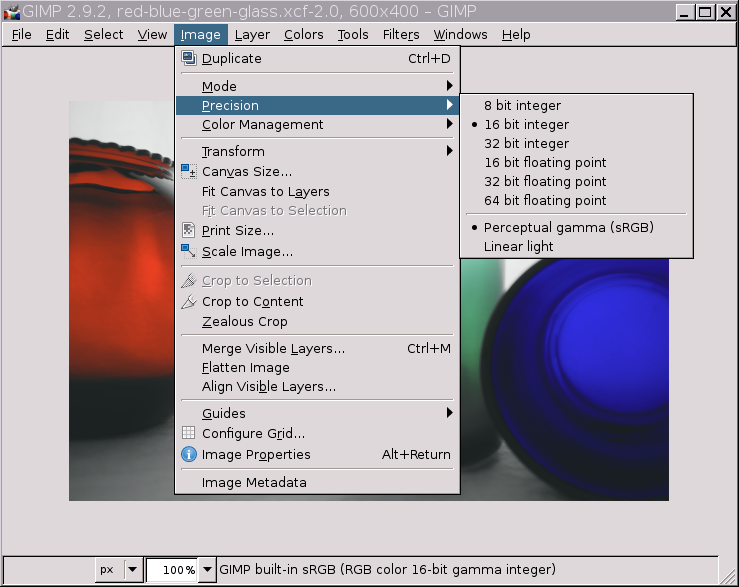 GIMP 2.9.2, red-blue-green-glass.xcf-2.0, 600x400 – GIMP
File Edit Select View Image Layer Colors Tools Filters Windows Help
Duplicate Ctrl+D
Mode
Precision
Color Management
Transform
Canvas Size...
Fit Canvas to Layers
Fit Canvas to Selection
Print Size...
Scale Image...
Crop to Selection
Crop to Content
Zealous Crop
Merge Visible Layers... Ctrl+M
Flatten Image
Align Visible Layers...
Guides
Configure Grid...
Image Properties Alt+Return
Image Metadata
8 bit integer
16 bit integer
32 bit integer
16 bit floating point
32 bit floating point
64 bit floating point
Perceptual gamma (sRGB)
Linear light
px 100% GIMP built-in sRGB (RGB color 16-bit gamma integer)